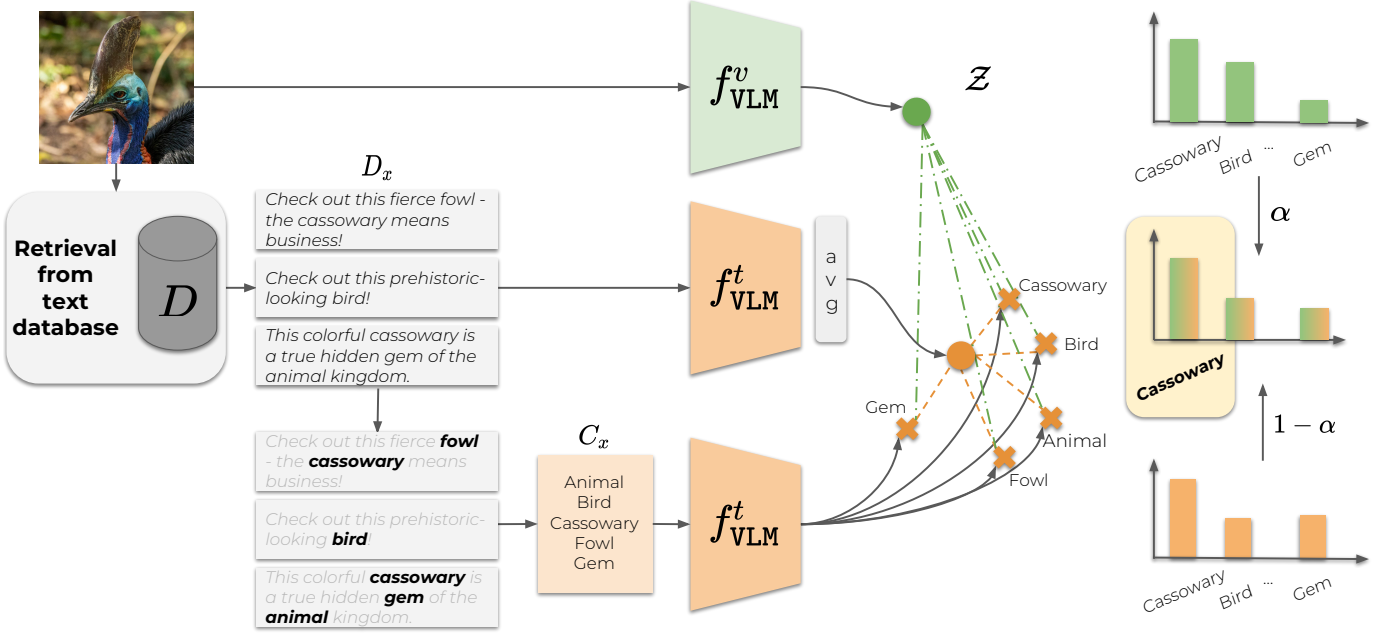 f^v_VLM
𝒵
Cassowary
Bird
...
Gem
D_x
Check out this fierce fowl -
the cassowary means
business!
Retrieval
from
text
database
D
Check out this prehistoric-
looking bird!
This colorful cassowary is
a true hidden gem of the
animal kingdom.
f^t_VLM
a
v
g
Cassowary
Bird
Gem
Animal
Fowl
α
Cassowary
1 − α
Check out this fierce fowl
- the cassowary means
business!
Check out this prehistoric-
looking bird!
This colorful cassowary is
a true hidden gem of the
animal kingdom.
C_x
Animal
Bird
Cassowary
Fowl
Gem
f^t_VLM
Cassowary
Bird
...
Gem